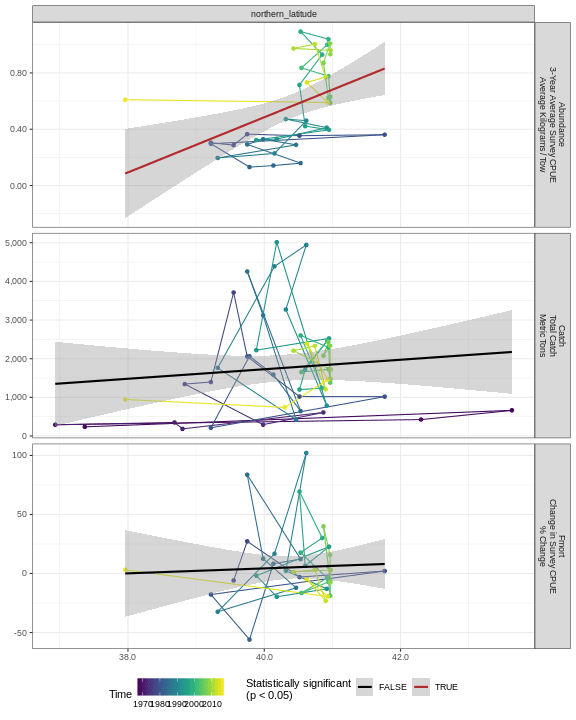 northern_latitude
0.80
0.40
0.00
Abundance
3-Year Average Survey CPUE
Average Kilograms / Tow
5,000
4,000
3,000
2,000
1,000
0
Catch
Total Catch
Metric Tons
100
50
0
-50
Fmort
Change in Survey CPUE
% Change
38.0 40.0 42.0
Time
1970 1980 1990 2000 2010
Statistically significant
(p < 0.05)
FALSE TRUE